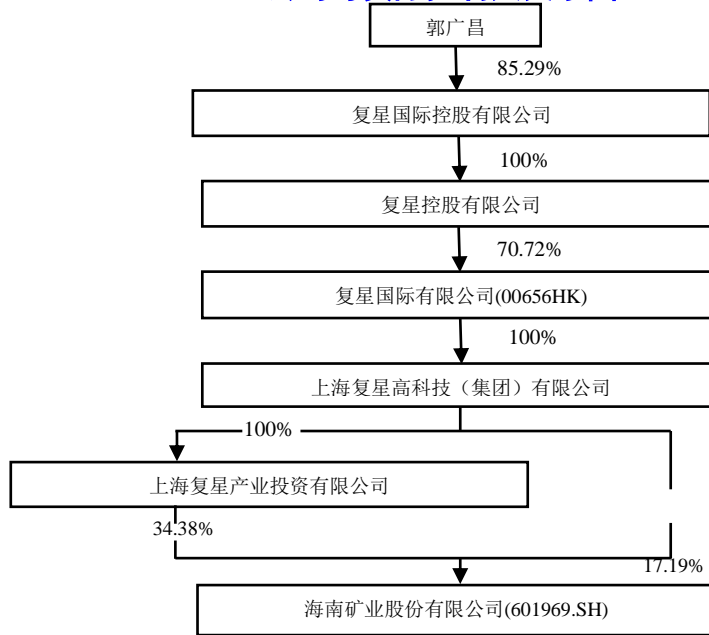 郭广昌
85.29%
复星国际控股有限公司
100%
复星控股有限公司
70.72%
复星国际有限公司(00656HK)
100%
上海复星高科技（集团）有限公司
100%
上海复星产业投资有限公司
34.38%
17.19%
海南矿业股份有限公司(601969.SH)